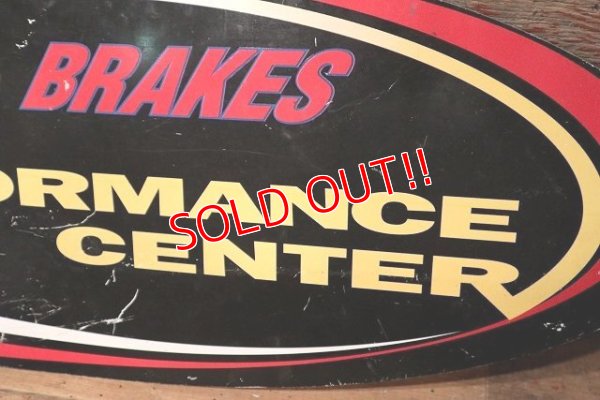 BRAKES
ORMANCE
SOLD OUT!!
CENTER